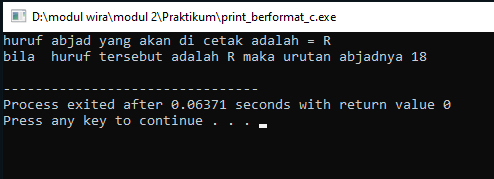 D:\modul wira\modul 2\Praktikum\print_berformat_c.exe
huruf abjad yang akan di cetak adalah = R
bila  huruf tersebut adalah R maka urutan abjadnya 18
--------------------------------
Process exited after 0.06371 seconds with return value 0
Press any key to continue . . .